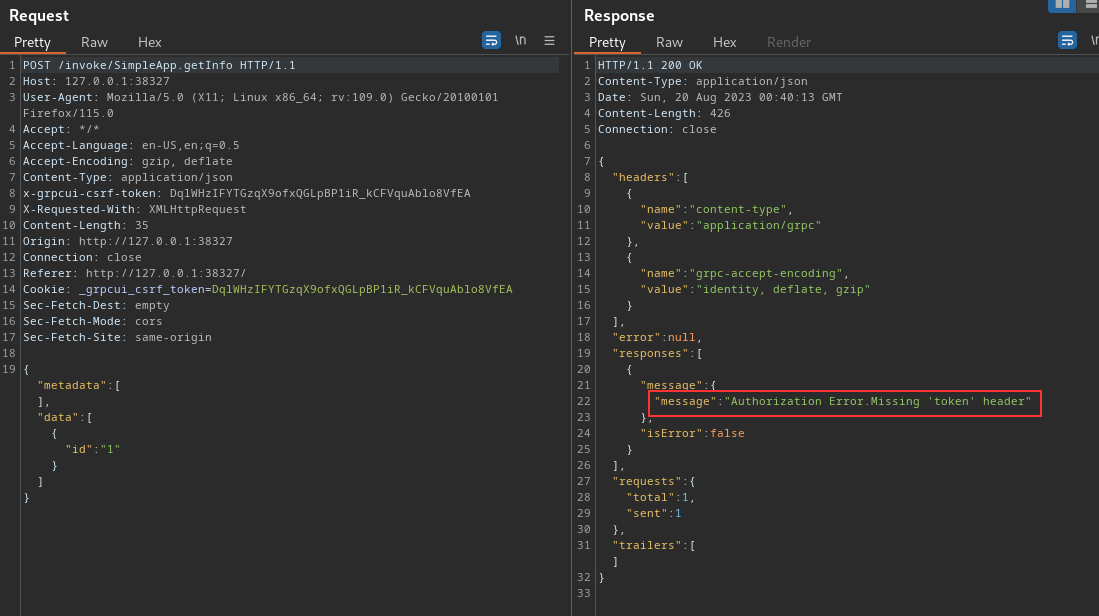 Request
Pretty Raw Hex \n
1 POST /invoke/SimpleApp.getInfo HTTP/1.1
2 Host: 127.0.0.1:38327
3 User-Agent: Mozilla/5.0 (X11; Linux x86_64; rv:109.0) Gecko/20100101
Firefox/115.0
4 Accept: */*
5 Accept-Language: en-US,en;q=0.5
6 Accept-Encoding: gzip, deflate
7 Content-Type: application/json
8 x-grpcui-csrf-token: DqlWHzIFYTGzqX9ofxQGLpBP1iR_kCFVquAblo8VfEA
9 X-Requested-With: XMLHttpRequest
10 Content-Length: 35
11 Origin: http://127.0.0.1:38327
12 Connection: close
13 Referer: http://127.0.0.1:38327/
14 Cookie: _grpcui_csrf_token=DqlWHzIFYTGzqX9ofxQGLpBP1iR_kCFVquAblo8VfEA
15 Sec-Fetch-Dest: empty
16 Sec-Fetch-Mode: cors
17 Sec-Fetch-Site: same-origin
18
19 {
"metadata":[
],
"data":[
{
"id":"1"
}
]
}
Response
Pretty Raw Hex Render \n
1 HTTP/1.1 200 OK
2 Content-Type: application/json
3 Date: Sun, 20 Aug 2023 00:40:13 GMT
4 Content-Length: 426
5 Connection: close
6
7 {
8 "headers":[
9 {
10 "name":"content-type",
11 "value":"application/grpc"
12 },
13 {
14 "name":"grpc-accept-encoding",
15 "value":"identity, deflate, gzip"
16 }
17 ],
18 "error":null,
19 "responses":[
20 {
21 "message":{
22 "message":"Authorization Error.Missing 'token' header"
23 },
24 "isError":false
25 }
26 ],
27 "requests":{
28 "total":1,
29 "sent":1
30 },
31 "trailers":[
]
32 }
33